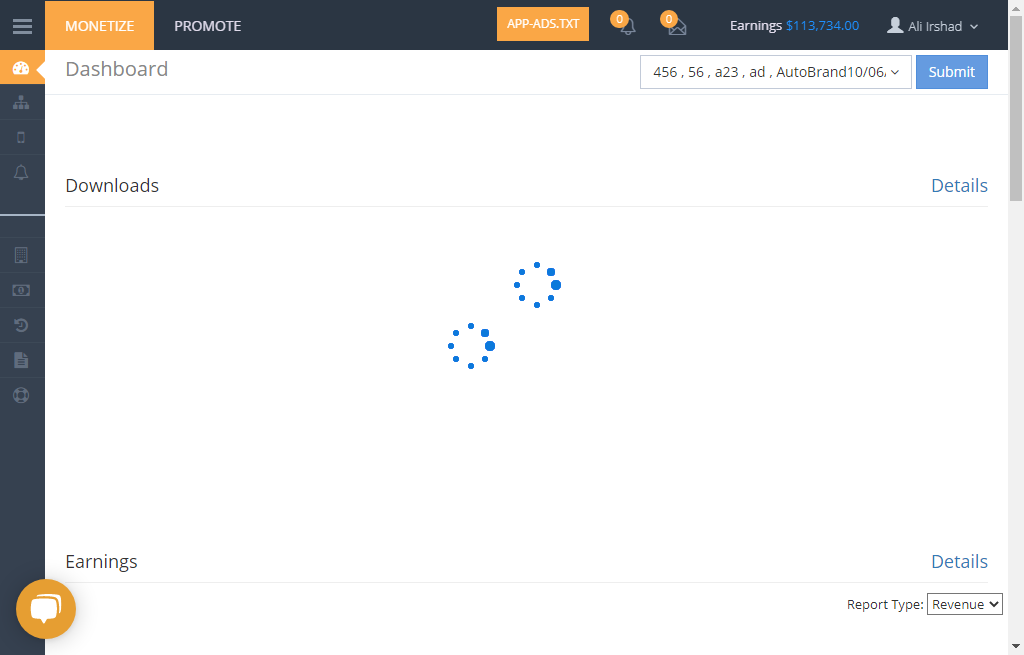 MONETIZE
PROMOTE
APP-ADS.TXT
0
0
Earnings $113,734.00
Ali Irshad
Dashboard
456 , 56 , a23 , ad , AutoBrand10/06/
Submit
Downloads
Details
Earnings
Details
Report Type: Revenue